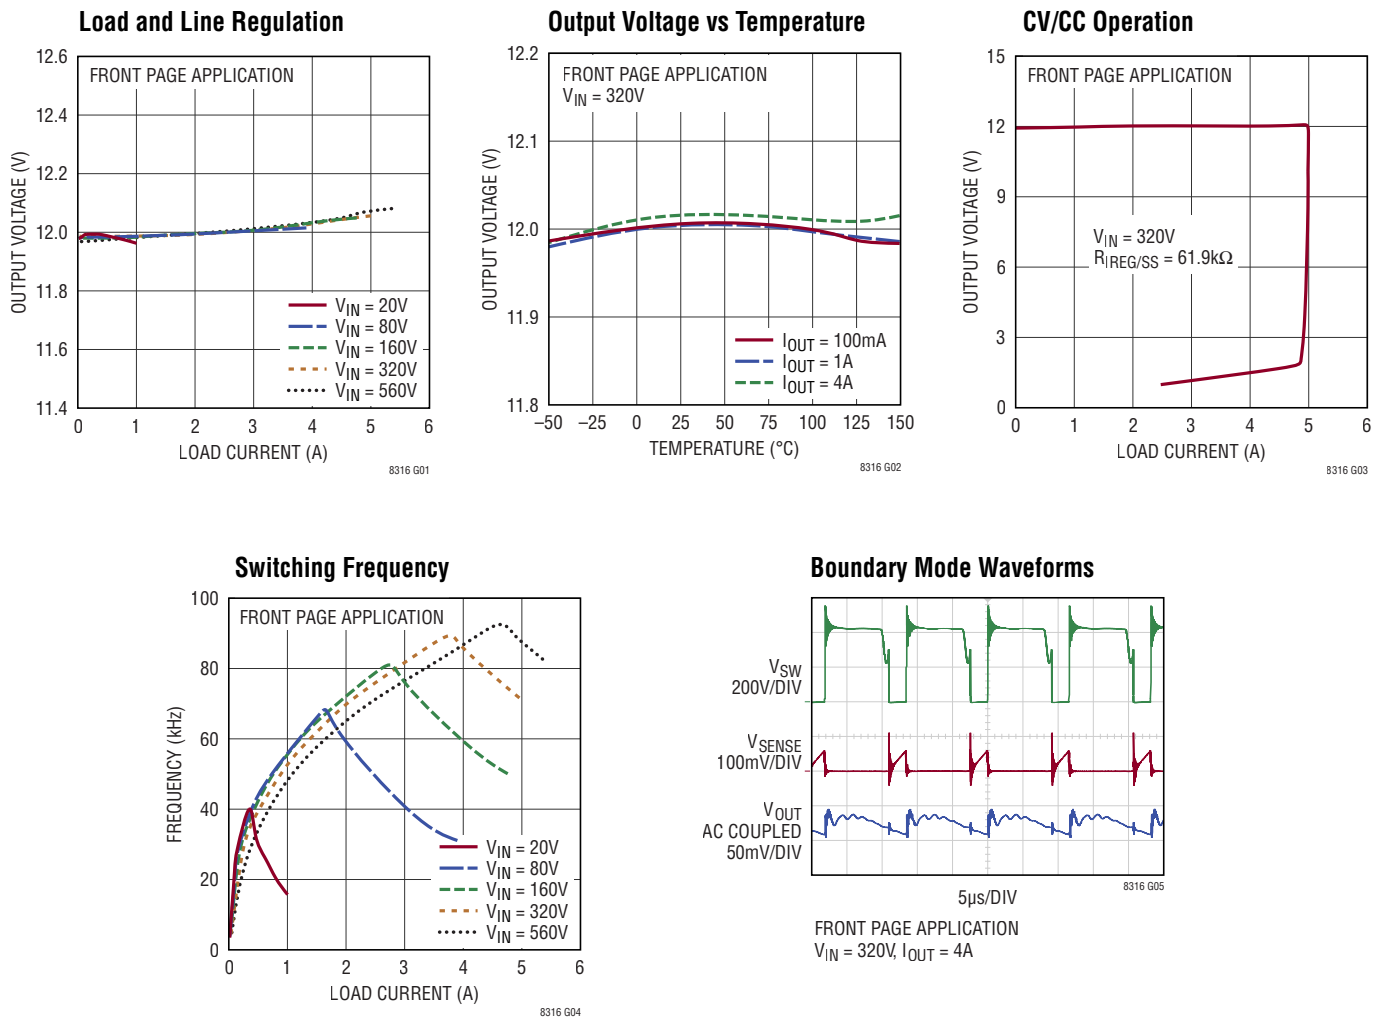 Load and Line Regulation
12.6
12.4
12.2
12.0
11.8
11.6
11.4
OUTPUT VOLTAGE (V)
FRONT PAGE APPLICATION
VIN = 20V
VIN = 80V
VIN = 160V
VIN = 320V
VIN = 560V
0 1 2 3 4 5 6
LOAD CURRENT (A)
8316 G01
Output Voltage vs Temperature
12.2
12.1
12.0
11.9
11.8
OUTPUT VOLTAGE (V)
FRONT PAGE APPLICATION
VIN = 320V
IOUT = 100mA
IOUT = 1A
IOUT = 4A
–50 –25 0 25 50 75 100 125 150
TEMPERATURE (°C)
8316 G02
CV/CC Operation
15
12
9
6
3
0
OUTPUT VOLTAGE (V)
FRONT PAGE APPLICATION
VIN = 320V
RIREG/SS = 61.9kΩ
0 1 2 3 4 5 6
LOAD CURRENT (A)
8316 G03
Switching Frequency
100
80
60
40
20
0
FREQUENCY (kHz)
FRONT PAGE APPLICATION
VIN = 20V
VIN = 80V
VIN = 160V
VIN = 320V
VIN = 560V
0 1 2 3 4 5 6
LOAD CURRENT (A)
8316 G04
Boundary Mode Waveforms
VSW
200V/DIV
VSENSE
100mV/DIV
VOUT
AC COUPLED
50mV/DIV
5µs/DIV
8316 G05
FRONT PAGE APPLICATION
VIN = 320V, IOUT = 4A